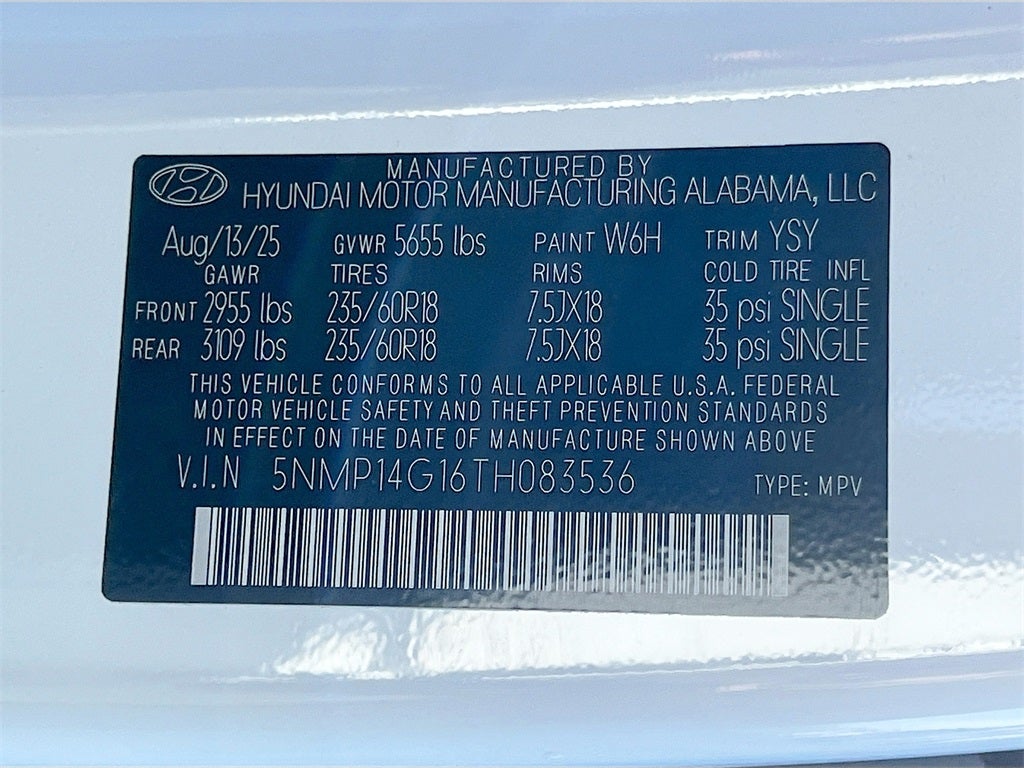 MANUFACTURED BY
HYUNDAI MOTOR MANUFACTURING ALABAMA, LLC
Aug/13/25 GVWR 5655 lbs PAINT W6H TRIM YSY
GAWR TIRES RIMS COLD TIRE INFL
FRONT 2955 lbs 235/60R18 7.5JX18 35 psi SINGLE
REAR 3109 lbs 235/60R18 7.5JX18 35 psi SINGLE
THIS VEHICLE CONFORMS TO ALL APPLICABLE U.S.A. FEDERAL
MOTOR VEHICLE SAFETY AND THEFT PREVENTION STANDARDS
IN EFFECT ON THE DATE OF MANUFACTURE SHOWN ABOVE
V.I.N 5NMP14G16TH083536 TYPE: MPV